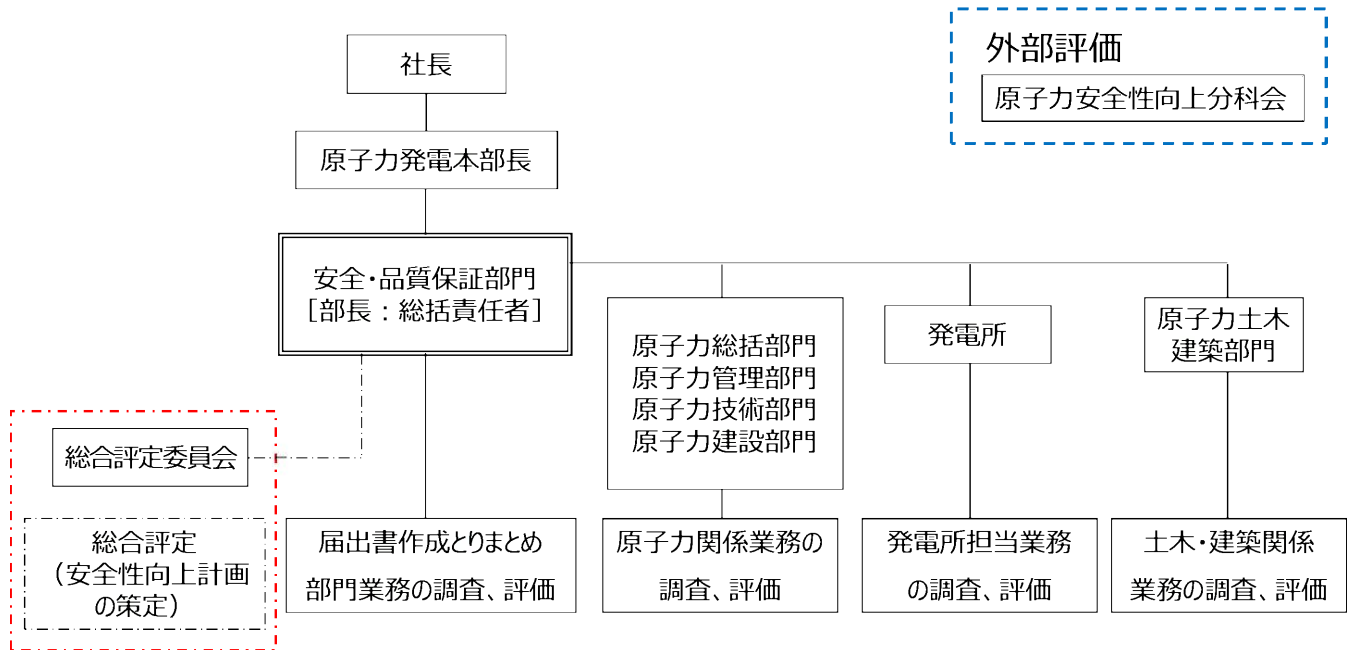 社長
外部評価
原子力安全性向上分科会
原子力発電本部長
安全・品質保証部門
[部長：総括責任者]
原子力総括部門
原子力管理部門
原子力技術部門
原子力建設部門
発電所
原子力土木
建築部門
総合評定委員会
総合評定
（安全性向上計画
の策定）
届出書作成とりまとめ
部門業務の調査、評価
原子力関係業務の
調査、評価
発電所担当業務
の調査、評価
土木・建築関係
業務の調査、評価